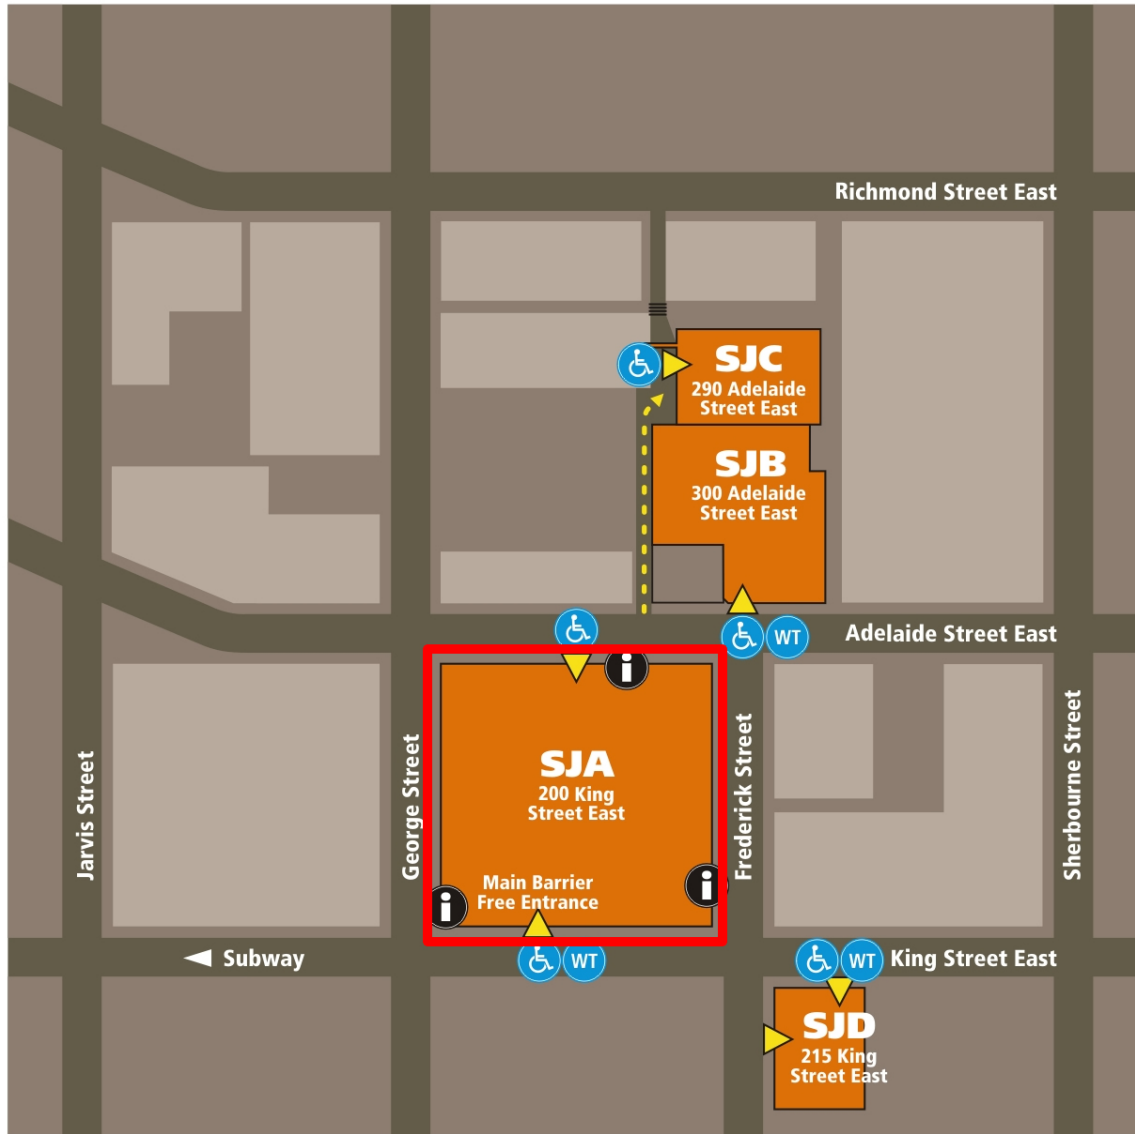 Richmond Street East
SJC
290 Adelaide
Street East
SJB
300 Adelaide
Street East
WT
Adelaide Street East
i
SJA
200 King
Street East
Jarvis Street
George Street
Frederick Street
Sherbourne Street
Main Barrier
Free Entrance
i
i
Subway
WT
WT
King Street East
SJD
215 King
Street East